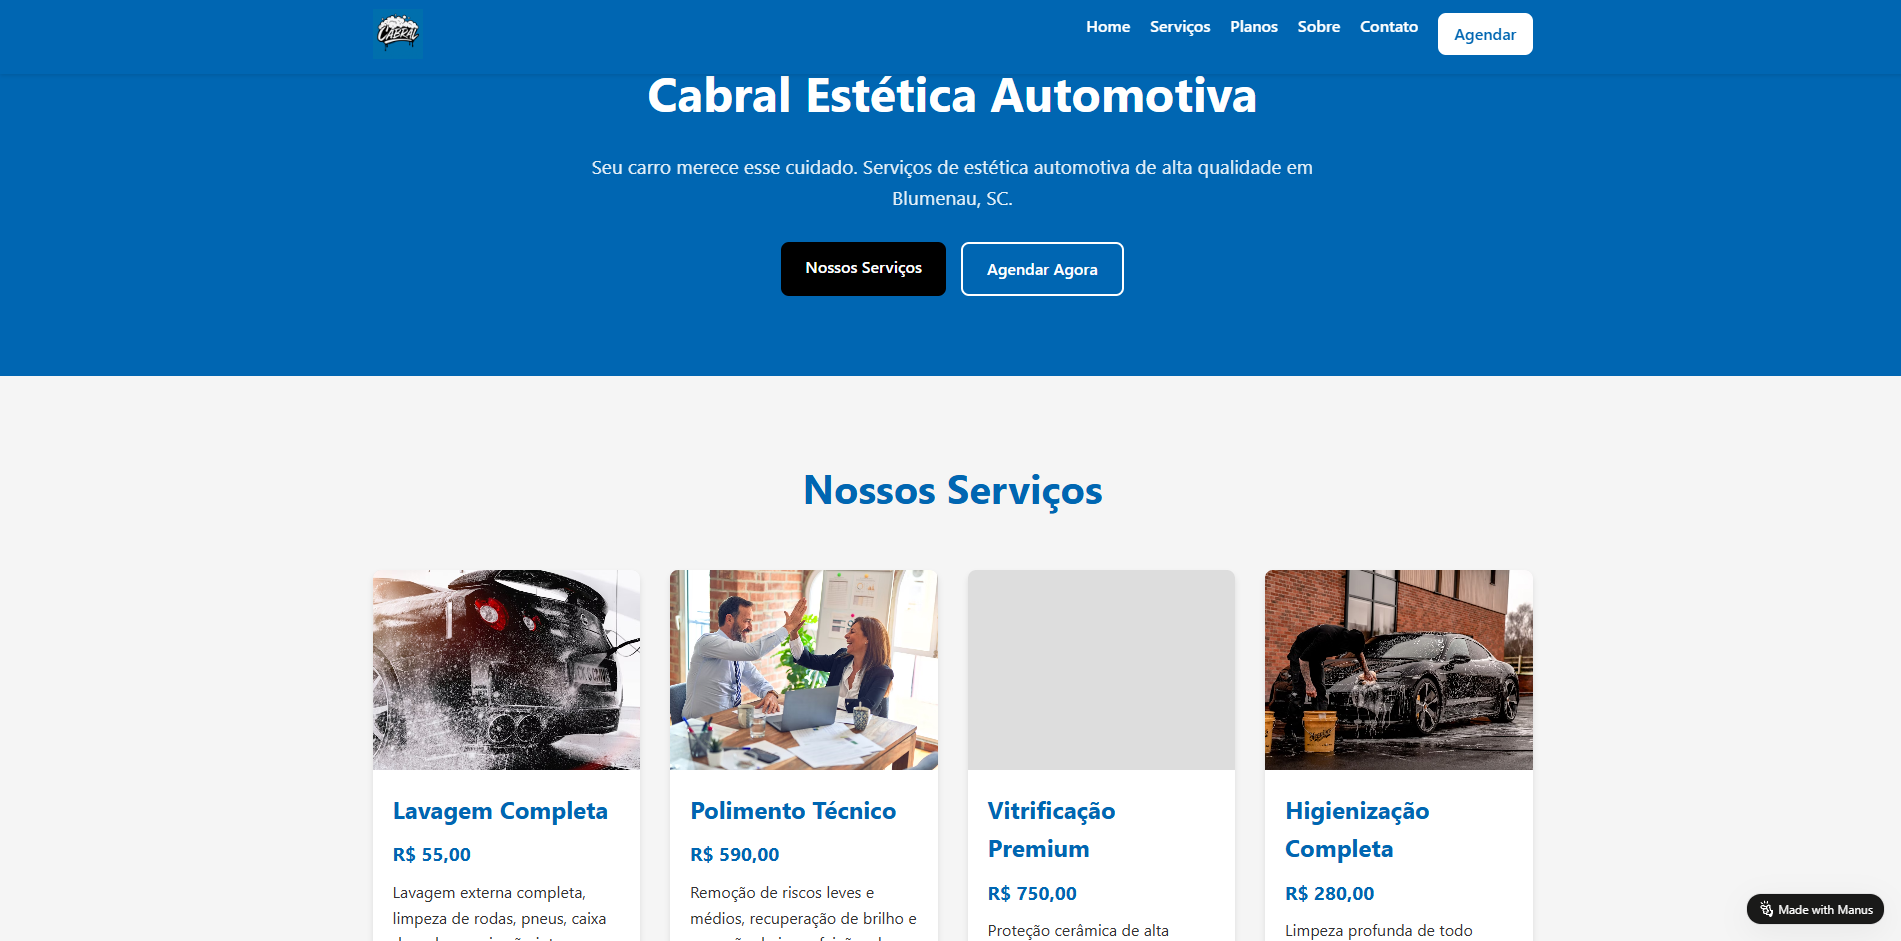 CABRAL
Home
Serviços
Planos
Sobre
Contato
Agendar
Cabral Estética Automotiva
Seu carro merece esse cuidado. Serviços de estética automotiva de alta qualidade em
Blumenau, SC.
Nossos Serviços
Agendar Agora
Nossos Serviços
Lavagem Completa
R$ 55,00
Lavagem externa completa,
limpeza de rodas, pneus, caixa
Polimento Técnico
R$ 590,00
Remoção de riscos leves e
médios, recuperação de brilho e
Vitrificação
Premium
R$ 750,00
Proteção cerâmica de alta
Higienização
Completa
R$ 280,00
Limpeza profunda de todo
Made with Manus